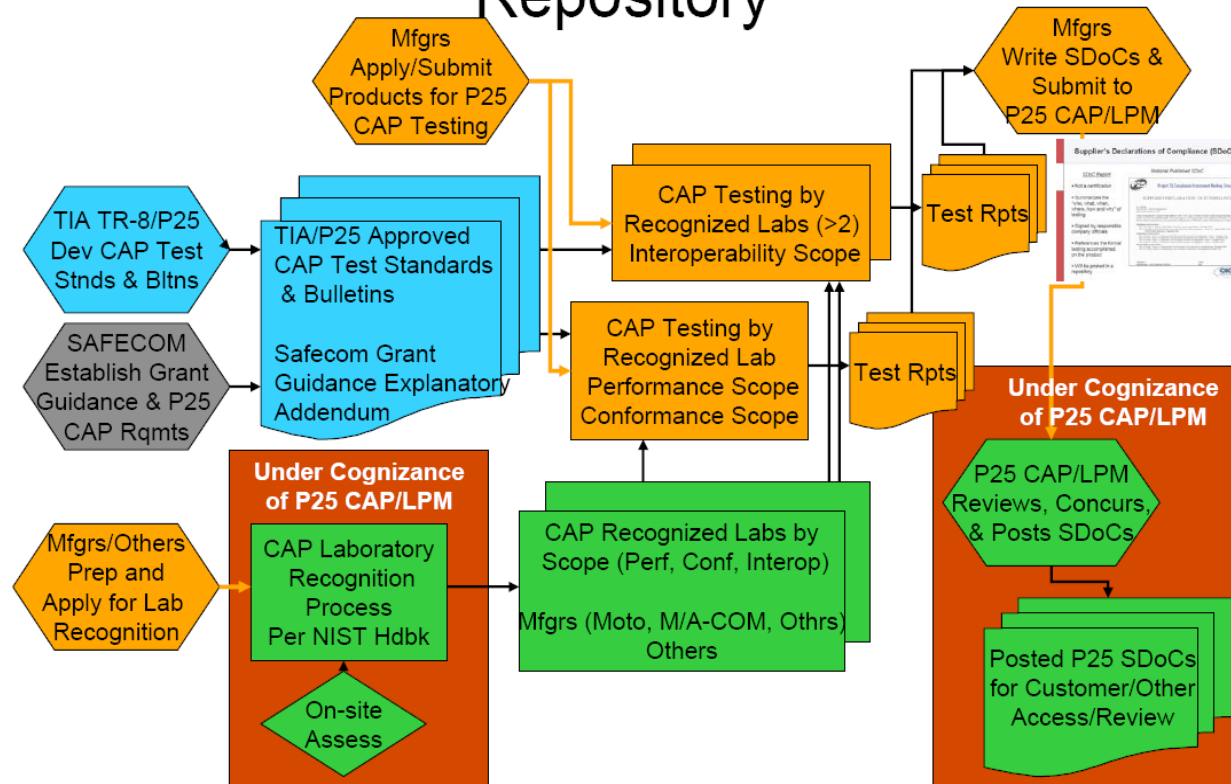 Repository
Mfgrs
Apply/Submit
Products for P25
CAP Testing
Mfgrs
Write SDoCs &
Submit to
P25 CAP/LPM
Supplier's Declarations of Compliance (SDoC
SDoC Report
TIA TR-8/P25
Dev CAP Test
Stnds & Bltns
TIA/P25 Approved
CAP Test Standards
& Bulletins
Safecom Grant
Guidance Explanatory
Addendum
CAP Testing by
Recognized Labs (>2)
Interoperability Scope
Test Rpts
SAFECOM
Establish Grant
Guidance & P25
CAP Rqmts
CAP Testing by
Recognized Lab
Performance Scope
Conformance Scope
Test Rpts
Under Cognizance
of P25 CAP/LPM
P25 CAP/LPM
Reviews, Concurs,
& Posts SDoCs
Posted P25 SDoCs
for Customer/Other
Access/Review
Mfgrs/Others
Prep and
Apply for Lab
Recognition
Under Cognizance
of P25 CAP/LPM
CAP Laboratory
Recognition
Process
Per NIST Hdbk
On-site
Assess
CAP Recognized Labs by
Scope (Perf, Conf, Interop)
Mfgrs (Moto, M/A-COM, Othrs)
Others